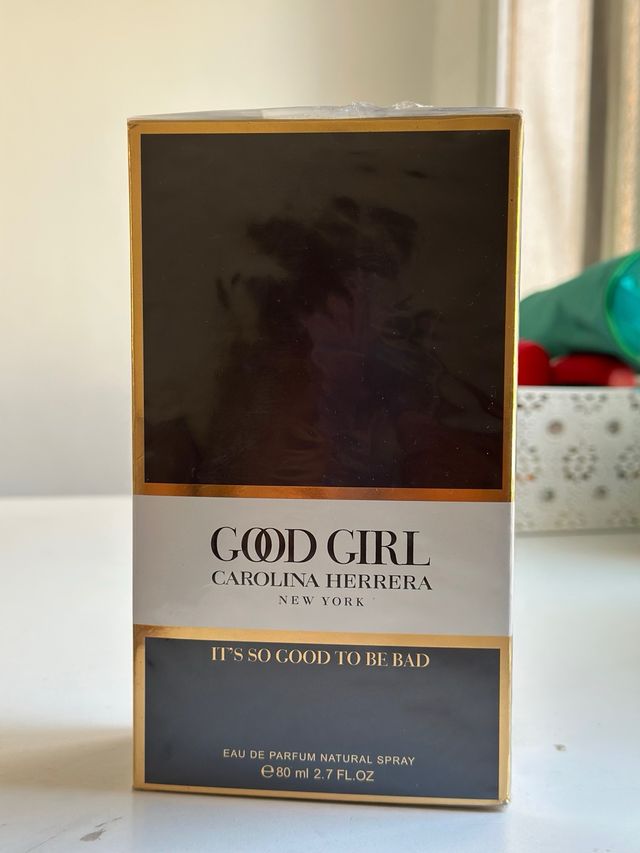 GOOD GIRL
CAROLINA HERRERA
NEW YORK
IT'S SO GOOD TO BE BAD
EAU DE PARFUM NATURAL SPRAY
℮80 ml 2.7 FL.OZ